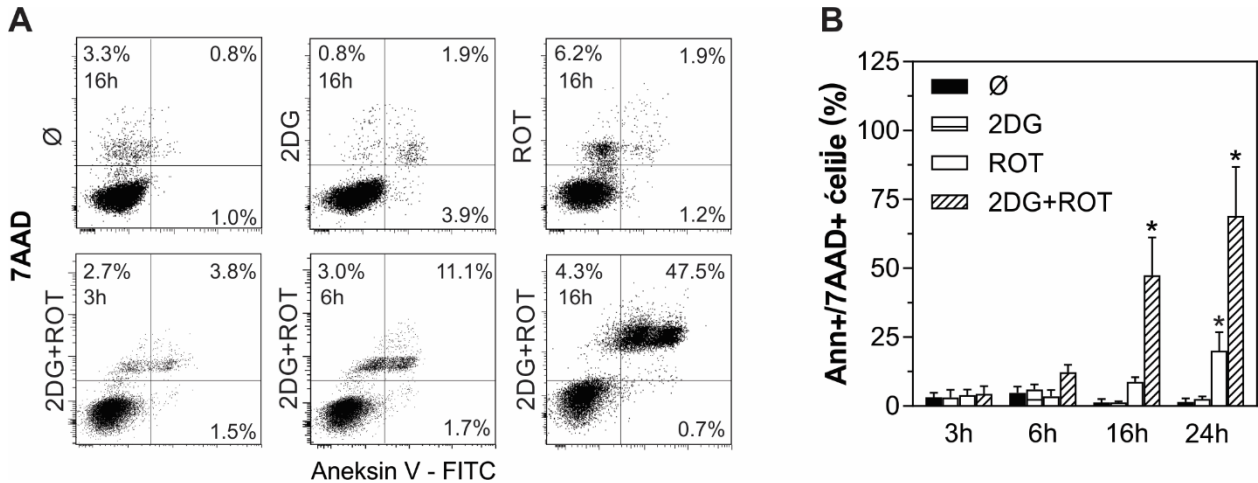 A
3.3% 0.8%
16h
1.0%
Ø
0.8% 1.9%
16h
3.9%
2DG
6.2% 1.9%
16h
1.2%
ROT
7AAD
2.7% 3.8%
3h
1.5%
2DG+ROT
3.0% 11.1%
6h
1.7%
2DG+ROT
4.3% 47.5%
16h
0.7%
2DG+ROT
Aneksin V - FITC
B
Ann+/7AAD+ ćelije (%)
125
100
75
50
25
0
Ø
2DG
ROT
2DG+ROT
*
*
*
3h 6h 16h 24h